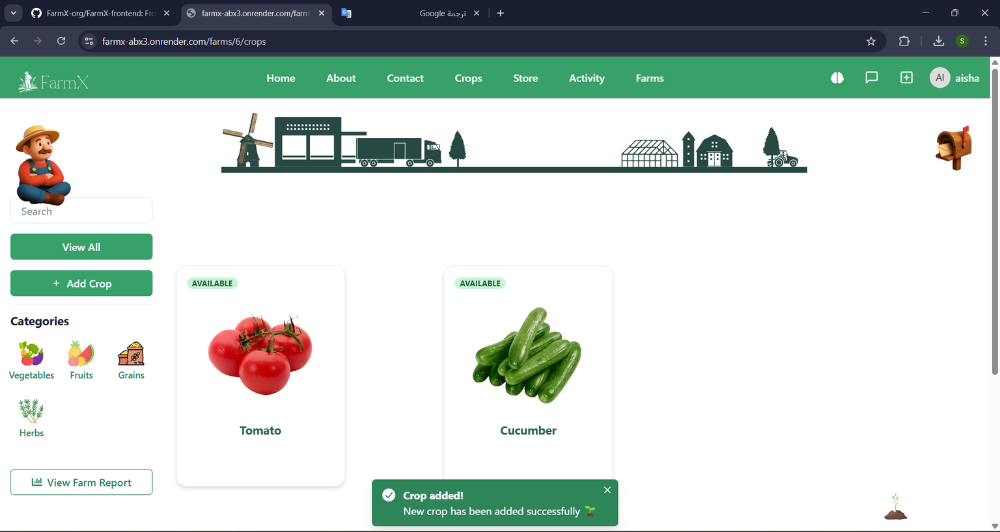 FarmX-org/FarmX-frontend: Fro
farmx-abx3.onrender.com/farm
ترجمة Google
farmx-abx3.onrender.com/farms/6/crops
S
FarmX
Home
About
Contact
Crops
Store
Activity
Farms
AI
aisha
Search
View All
+ Add Crop
Categories
Vegetables
Fruits
Grains
Herbs
View Farm Report
AVAILABLE
Tomato
AVAILABLE
Cucumber
Crop added!
New crop has been added successfully 🌱